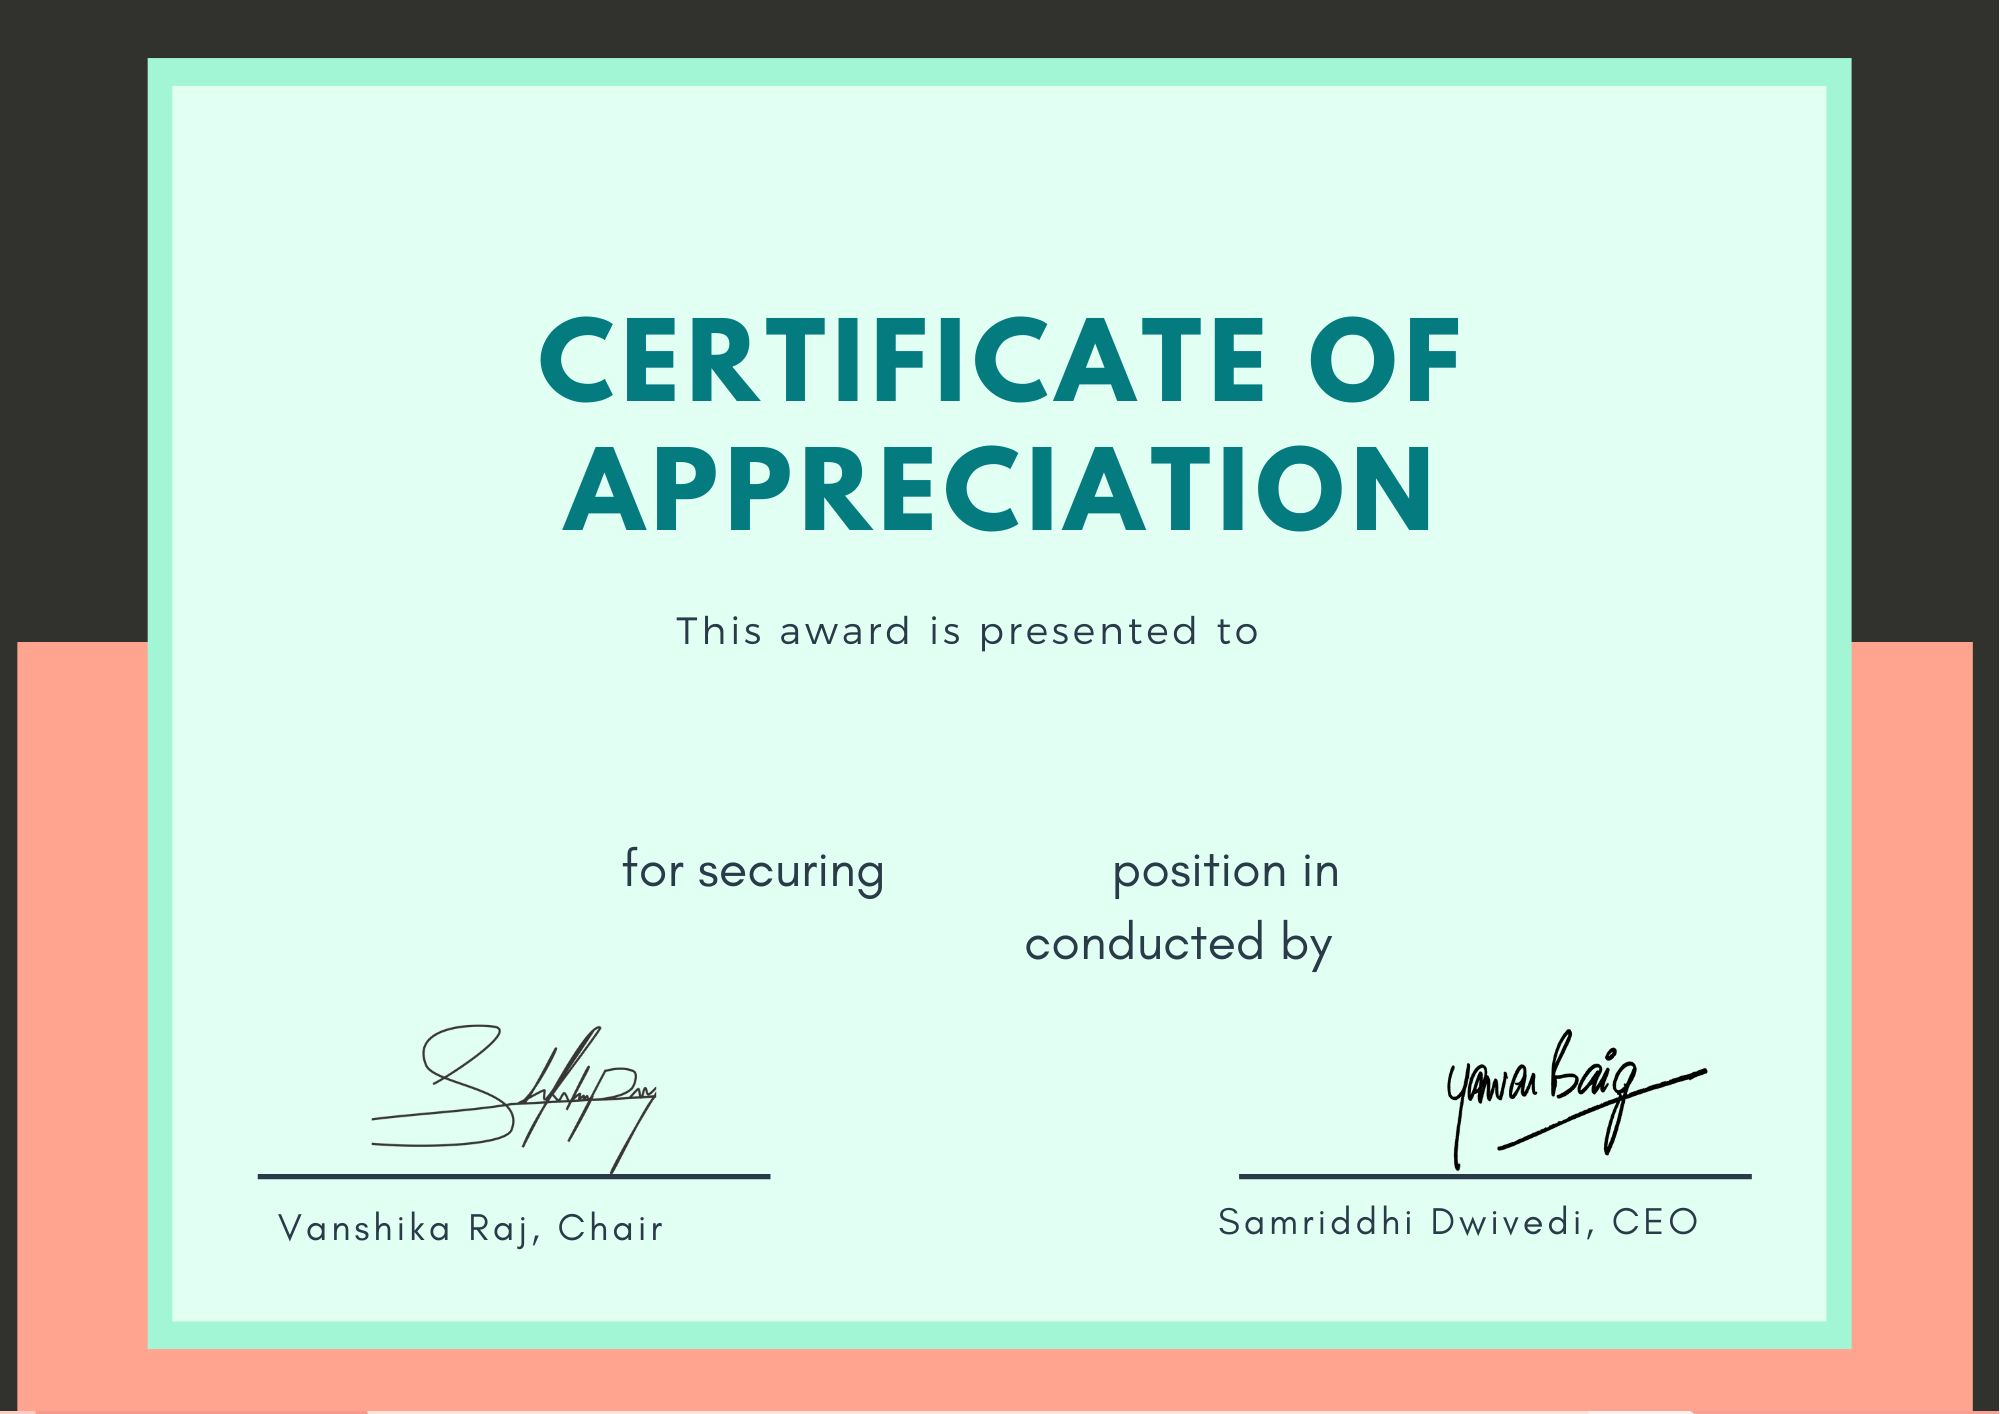 CERTIFICATE OF
APPRECIATION
This award is presented to
for securing position in
conducted by
Yawar Baig
Vanshika Raj, Chair
Samriddhi Dwivedi, CEO